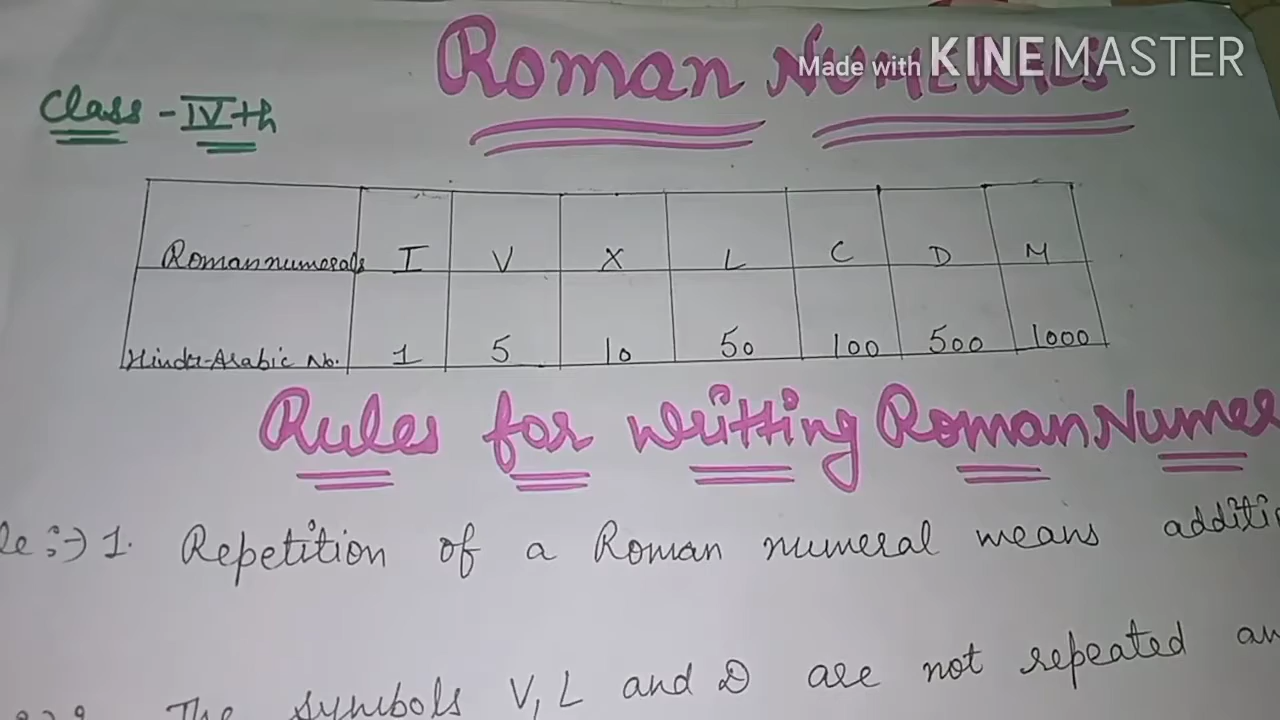 Roman NUMERALS
Made with KINEMASTER
Class - IVth
Roman numerals I V X L C D M
Hindu-Arabic No. 1 5 10 50 100 500 1000
Rules for Writting Roman Numer
le :-) 1. Repetition of a Roman numeral means additi
2. The symbols V, L and D are not repeated an